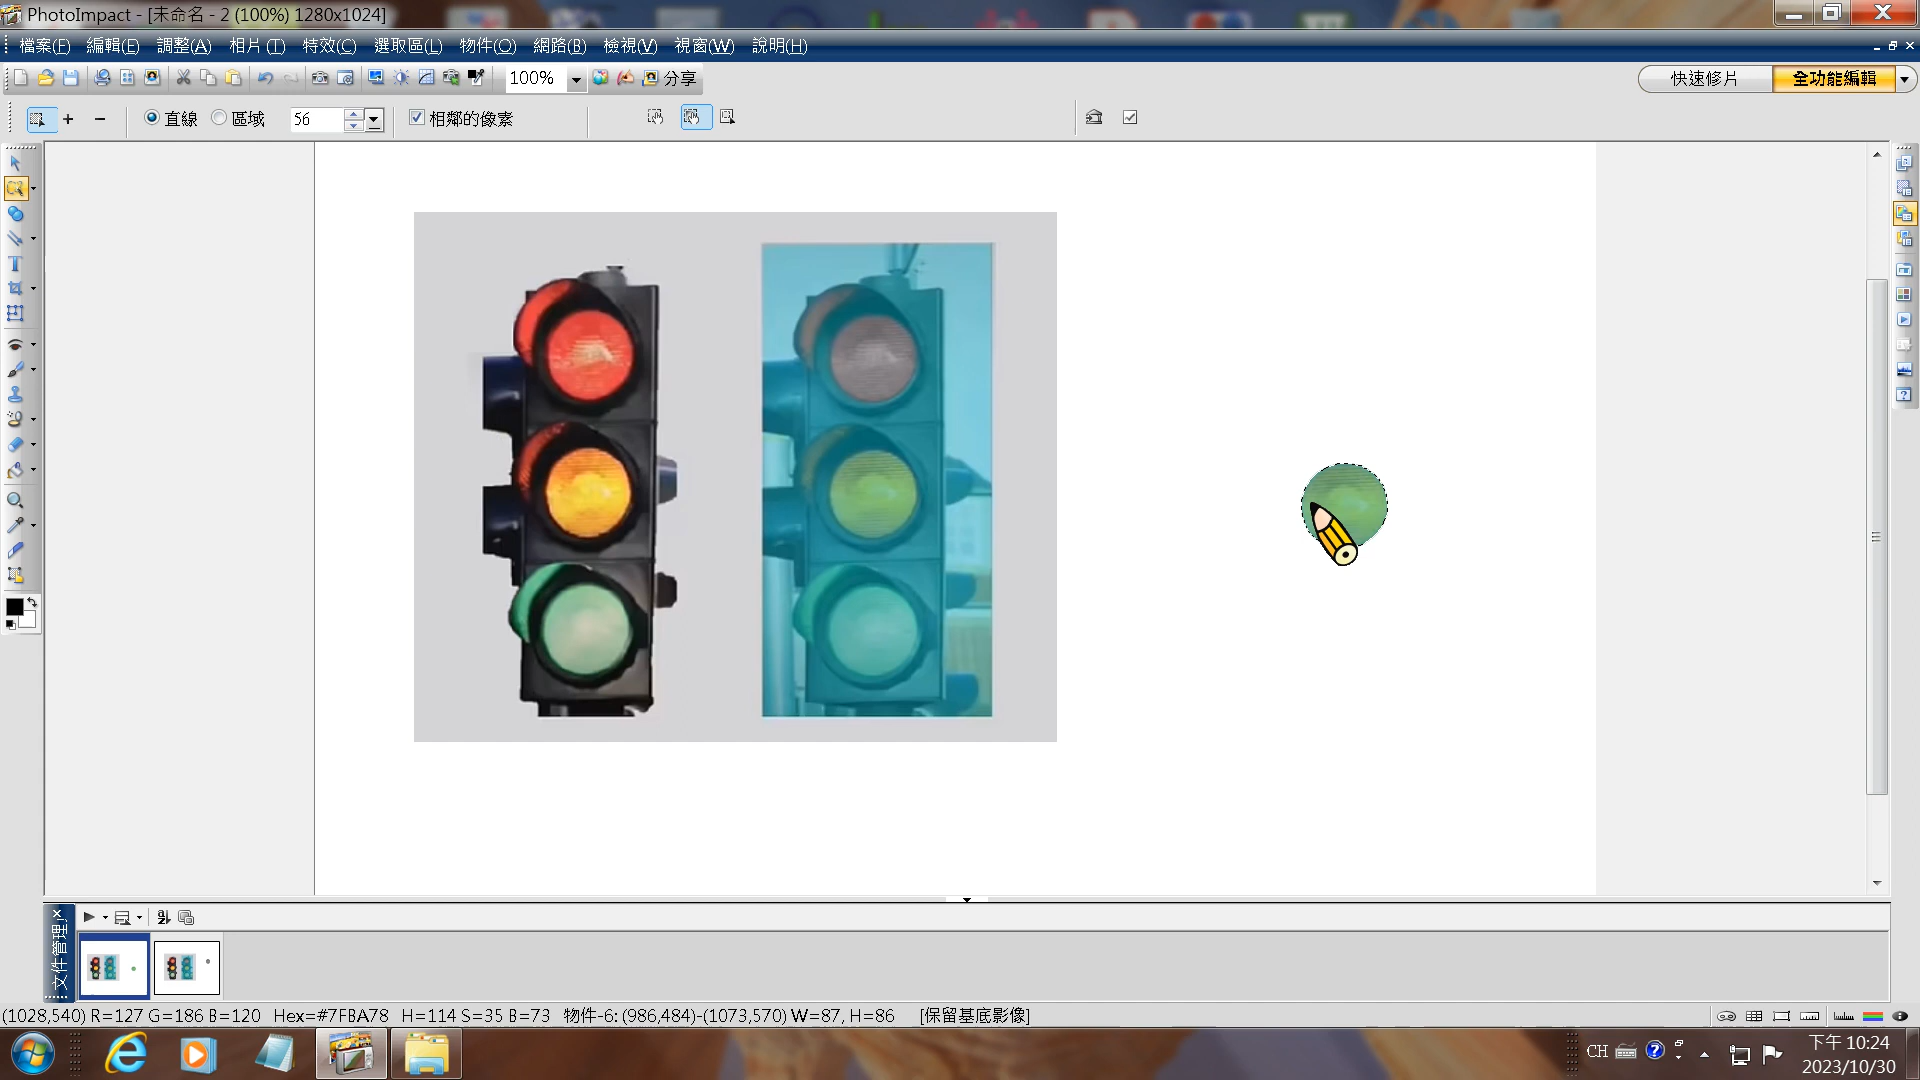 PhotoImpact - [未命名 - 2 (100%) 1280x1024]
檔案(F) 編輯(E) 調整(A) 相片(T) 特效(C) 選取區(L) 物件(O) 網路(B) 檢視(V) 視窗(W) 說明(H)
100% 分享 快速修片 全功能編輯
直線 區域 56 相鄰的像素
文件管理
(1028,540) R=127 G=186 B=120 Hex=#7FBA78 H=114 S=35 B=73 物件-6: (986,484)-(1073,570) W=87, H=86 [保留基底影像]
CH
下午 10:24
2023/10/30